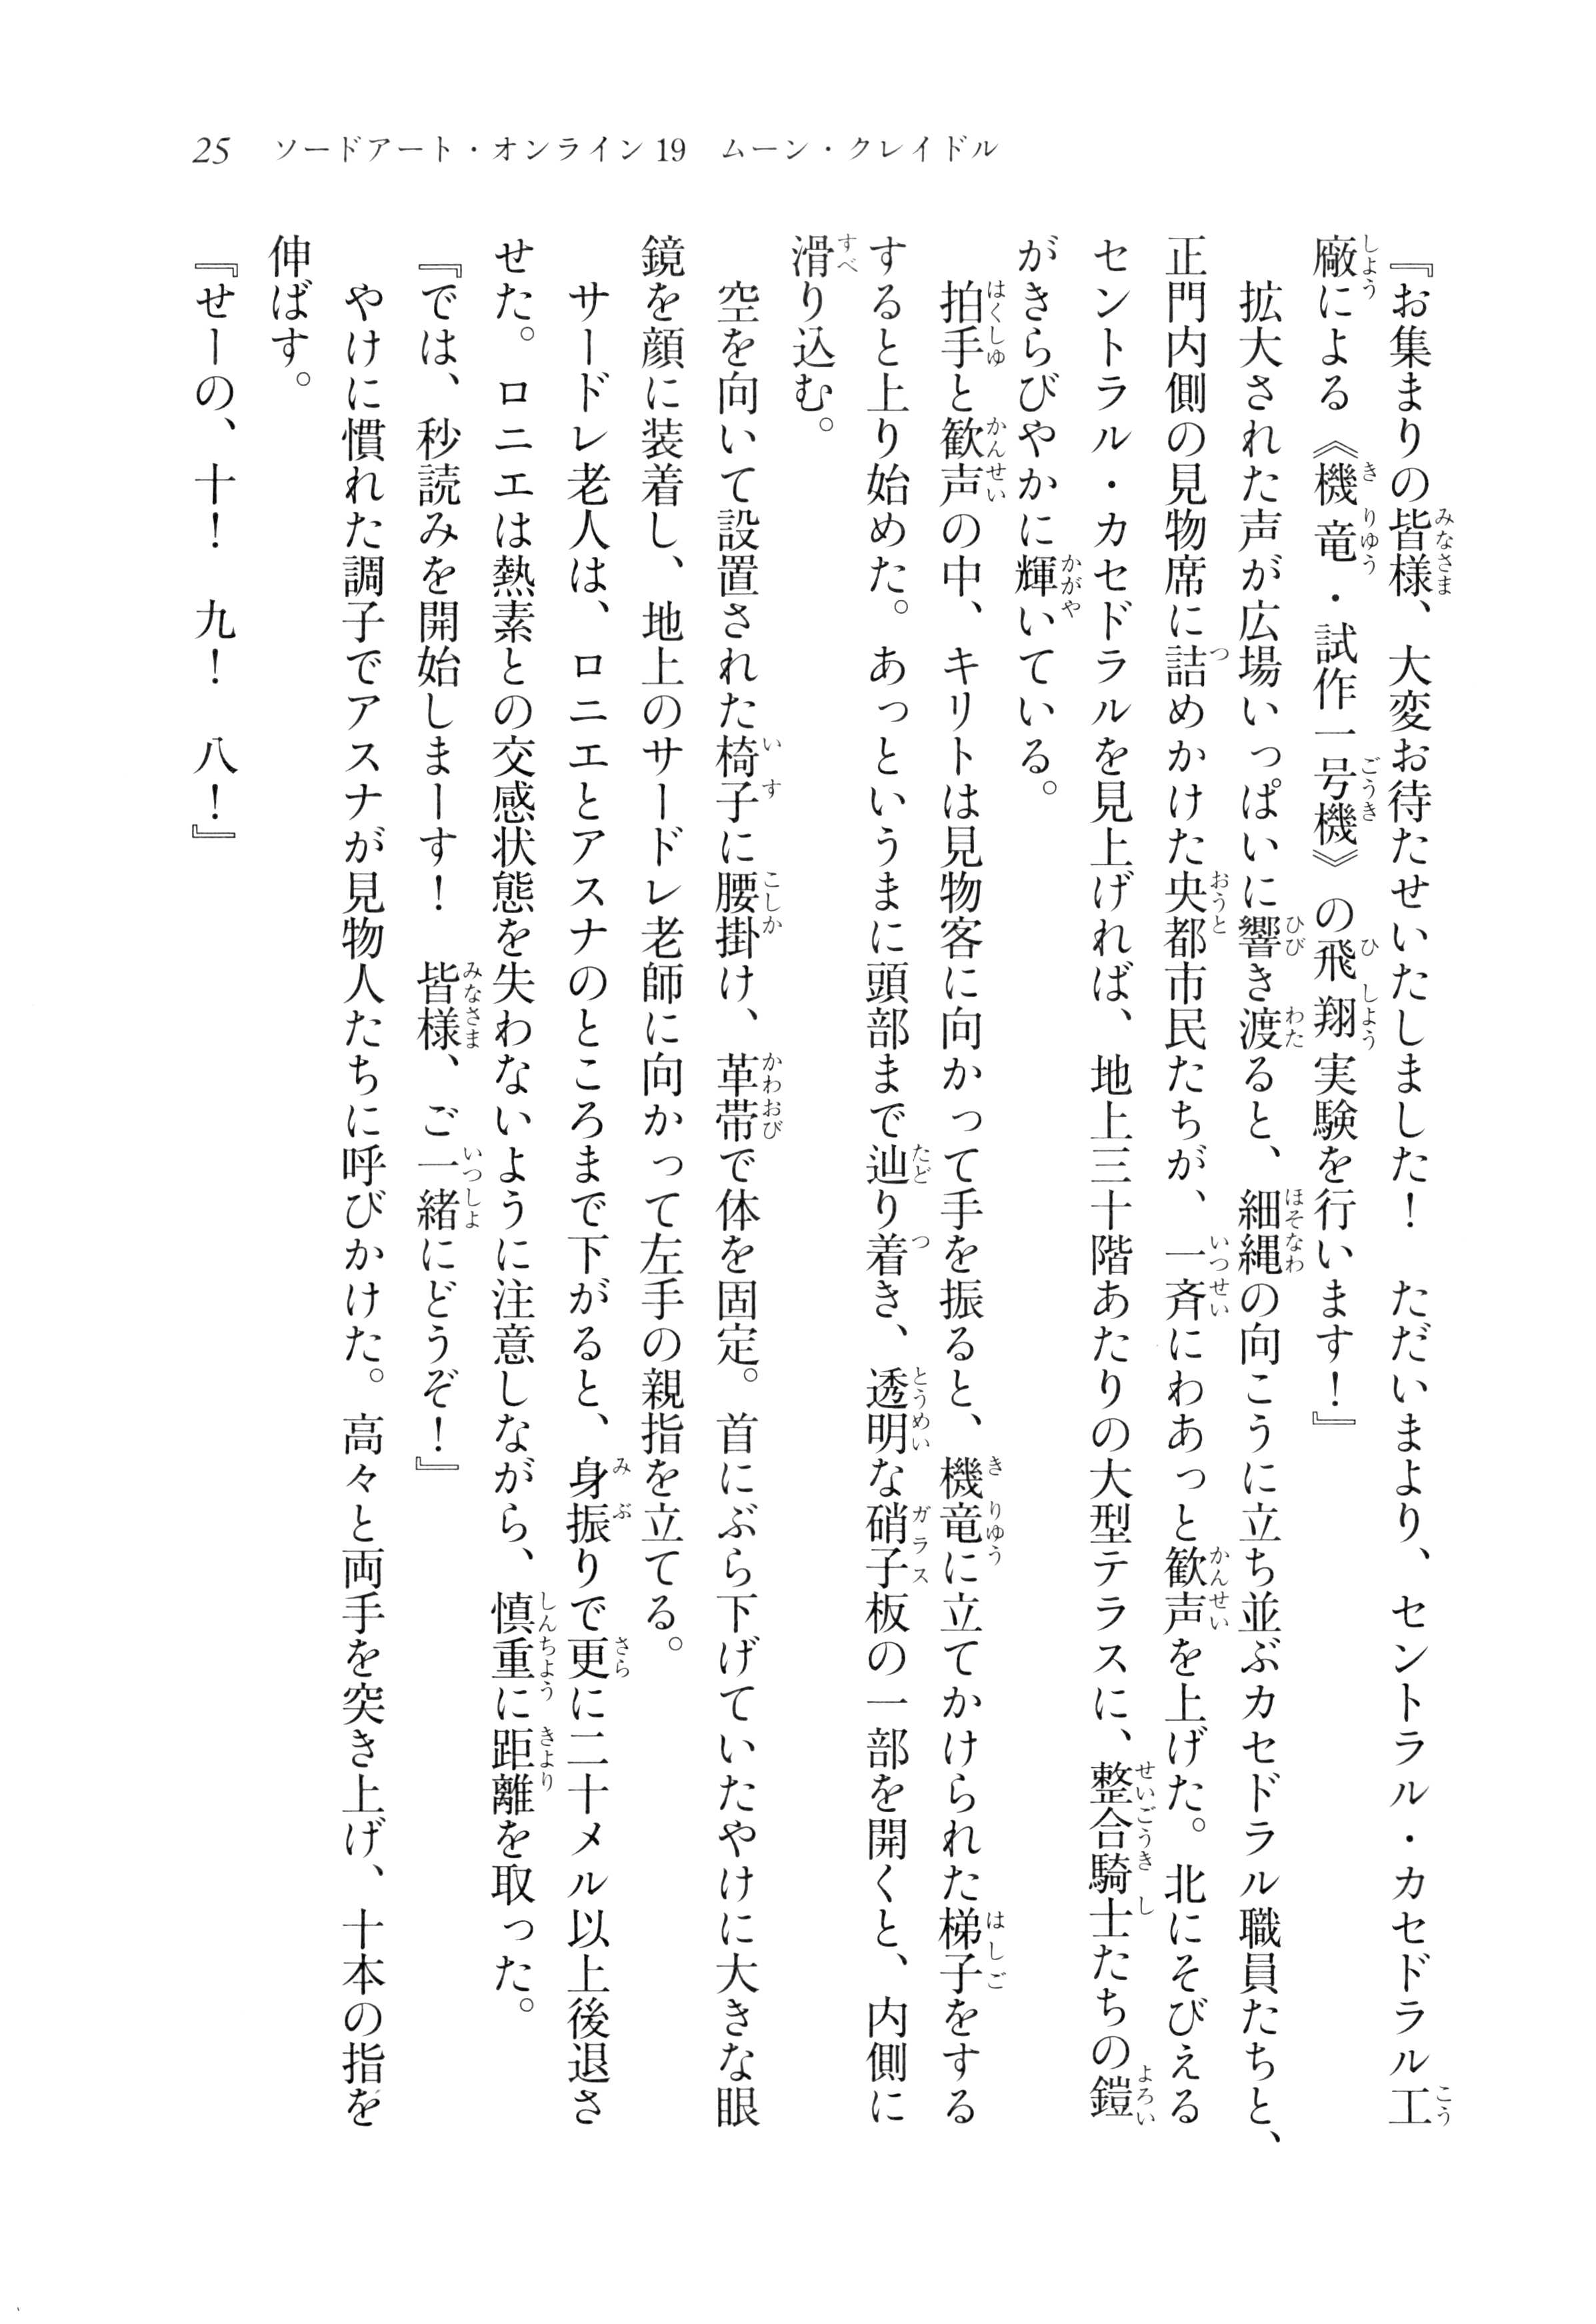 25　ソードアート・オンライン19　ムーン・クレイドル
『お集まりの皆様、大変お待たせいたしました！　ただいまより、セントラル・カセドラル工
廠による《機竜・試作一号機》の飛翔実験を行います！』
　拡大された声が広場いっぱいに響き渡ると、細縄の向こうに立ち並ぶカセドラル職員たちと、
正門内側の見物席に詰めかけた央都市民たちが、一斉にわあっと歓声を上げた。北にそびえる
セントラル・カセドラルを見上げれば、地上三十階あたりの大型テラスに、整合騎士たちの鎧
がきらびやかに輝いている。
　拍手と歓声の中、キリトは見物客に向かって手を振ると、機竜に立てかけられた梯子をする
すると上り始めた。あっというまに頭部まで辿り着き、透明な硝子板の一部を開くと、内側に
滑り込む。
　空を向いて設置された椅子に腰掛け、革帯で体を固定。首にぶら下げていたやけに大きな眼
鏡を顔に装着し、地上のサードレ老師に向かって左手の親指を立てる。
　サードレ老人は、ロニエとアスナのところまで下がると、身振りで更に二十メル以上後退さ
せた。ロニエは熱素との交感状態を失わないように注意しながら、慎重に距離を取った。
『では、秒読みを開始しまーす！　皆様、ご一緒にどうぞ！』
　やけに慣れた調子でアスナが見物人たちに呼びかけた。高々と両手を突き上げ、十本の指を
伸ばす。
『せーの、十！　九！　八！』